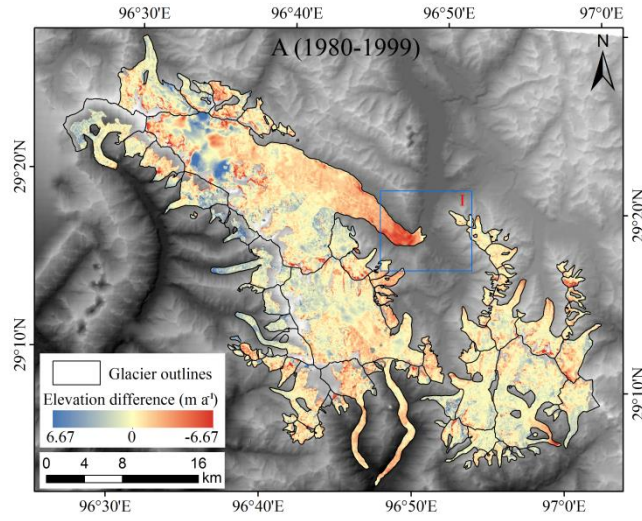 96°30'E 96°40'E 96°50'E 97°0'E
A (1980-1999)
N
29°20'N
29°20'N
I
29°10'N
29°10'N
Glacier outlines
Elevation difference (m a⁻¹)
6.67 0 -6.67
0 4 8 16
km
96°30'E 96°40'E 96°50'E 97°0'E